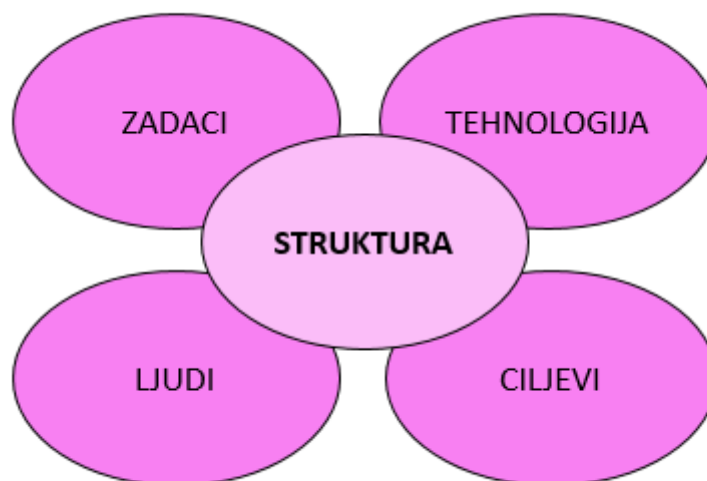 ZADACI
TEHNOLOGIJA
STRUKTURA
LJUDI
CILJEVI